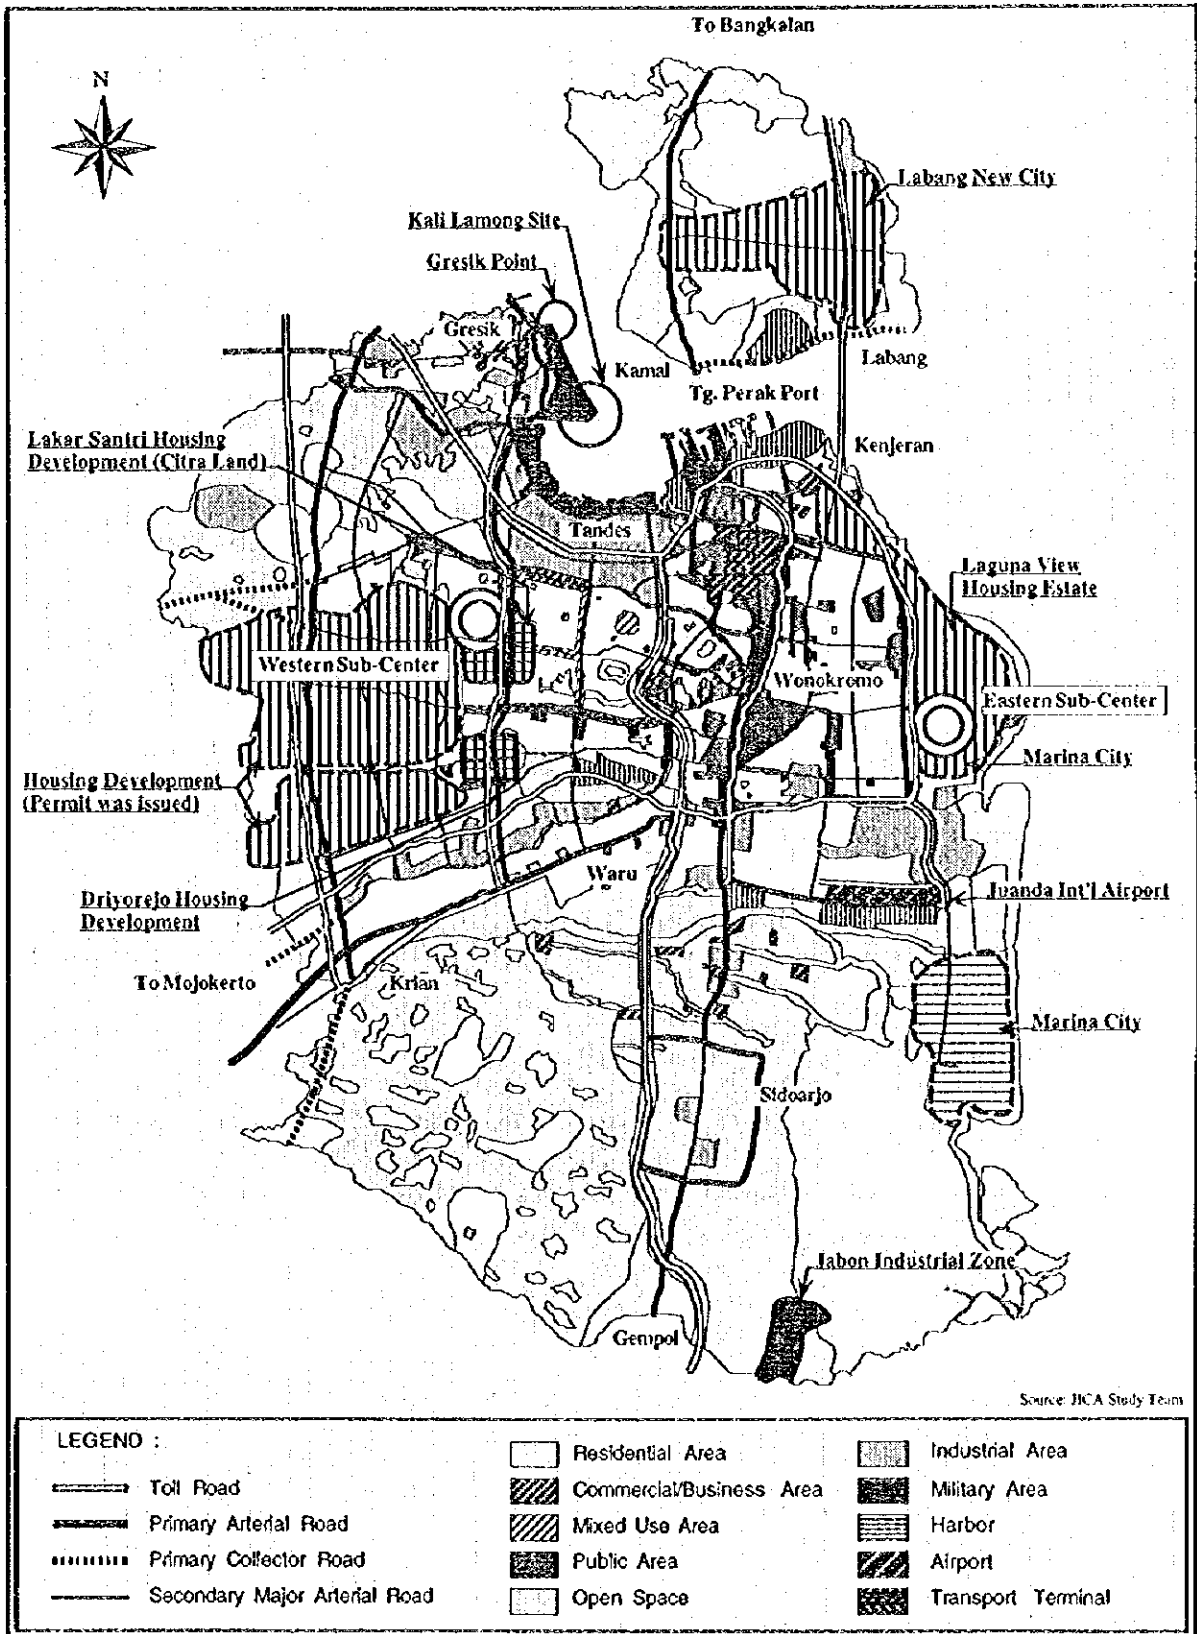 To Bangkalan
N
Labang New City
Kali Lamong Site
Gresik Point
Gresik
Kamal
Labang
Tg. Perak Port
Lakar Santri Housing
Development (Citra Land)
Kenjeran
Tandes
Laguna View
Housing Estate
Western Sub-Center
Wonokromo
Eastern Sub-Center
Housing Development
(Permit was issued)
Marina City
Waru
Driyorejo Housing
Development
Juanda Int'l Airport
To Mojokerto
Krian
Marina City
Sidoarjo
Jabon Industrial Zone
Gempol
Source: JICA Study Team
LEGEND :
Toll Road
Primary Arterial Road
Primary Collector Road
Secondary Major Arterial Road
Residential Area
Commercial/Business Area
Mixed Use Area
Public Area
Open Space
Industrial Area
Military Area
Harbor
Airport
Transport Terminal